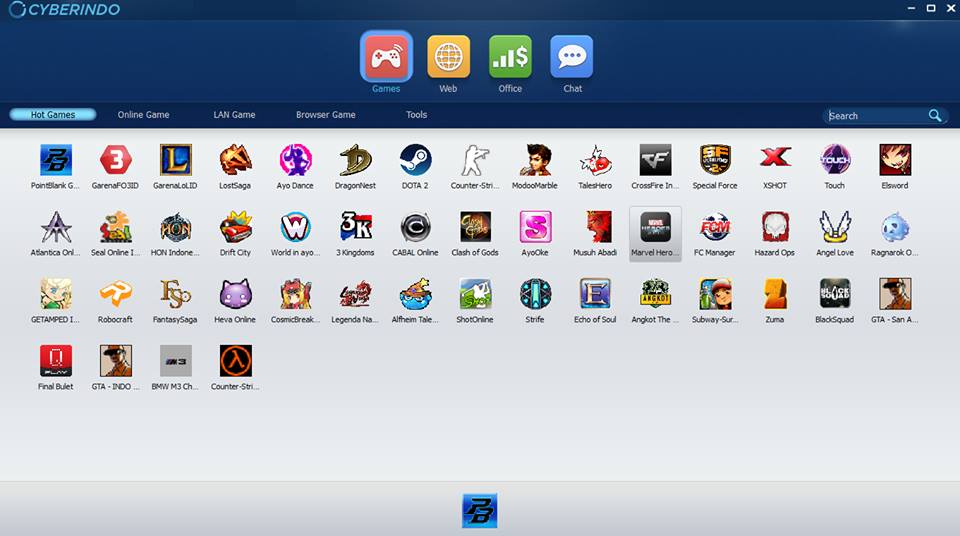 CYBERINDO
Games Web Office Chat
Hot Games Online Game LAN Game Browser Game Tools Search
PointBlank G... GarenaFO3ID GarenaLoLID LostSaga Ayo Dance DragonNest DOTA 2 Counter-Stri... ModooMarble TalesHero CrossFire In... Special Force XSHOT Touch Elsword
Atlantica Onl... Seal Online I... HON Indone... Drift City World in ayo... 3 Kingdoms CABAL Online Clash of Gods AyoOke Musuh Abadi Marvel Hero... FC Manager Hazard Ops Angel Love Ragnarok O...
GETAMPED I... Robocraft FantasySaga Heva Online CosmicBreak... Legenda Na... Alfheim Tale... ShotOnline Strife Echo of Soul Angkot The ... Subway-Sur... Zuma BlackSquad GTA - San A...
Final Bulet GTA - INDO ... BMW M3 Ch... Counter-Stri...
PB